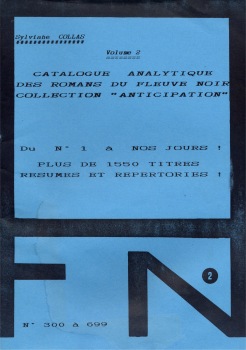 Sylviane COLLAS
Volume 2
CATALOGUE ANALYTIQUE
DES ROMANS DU FLEUVE NOIR
COLLECTION "ANTICIPATION"
Du N° 1 à NOS JOURS !
PLUS DE 1550 TITRES
RESUMES ET REPERTORIES !
FN
2
N° 300 à 699